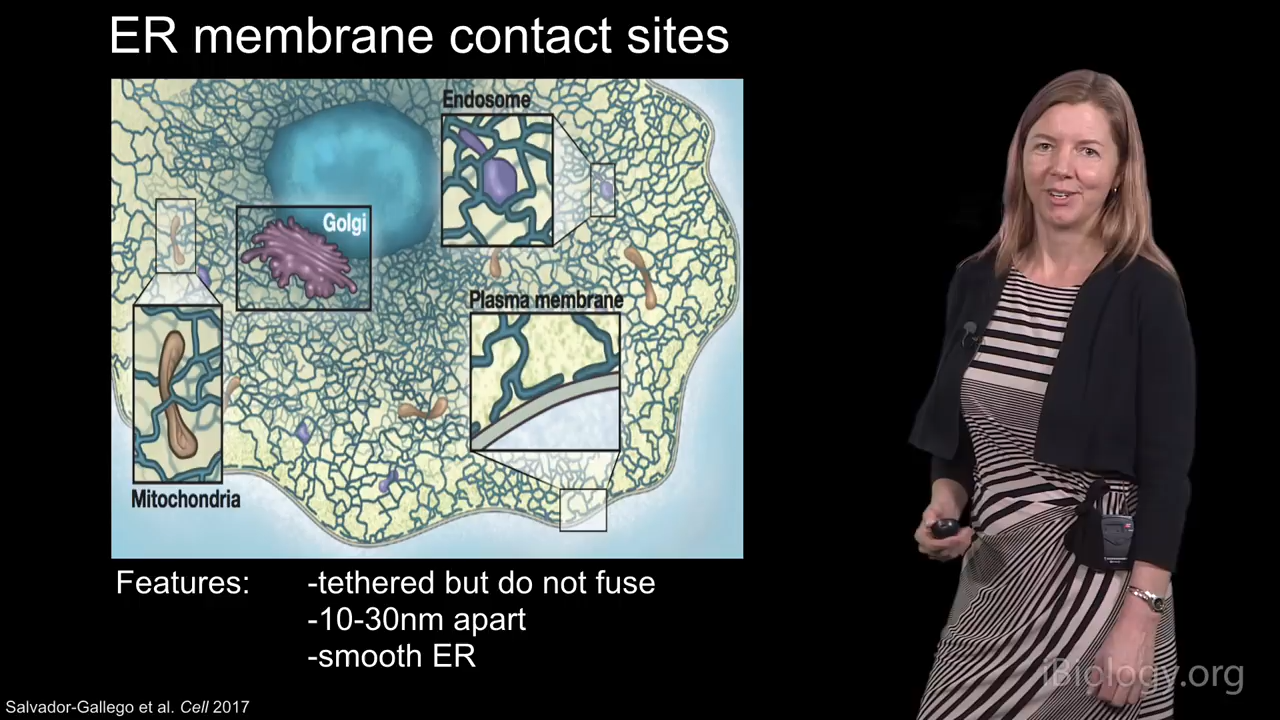 ER membrane contact sites
Endosome
Golgi
Plasma membrane
Mitochondria
Features: -tethered but do not fuse
-10-30nm apart
-smooth ER
iBiology.org
Salvador-Gallego et al. Cell 2017